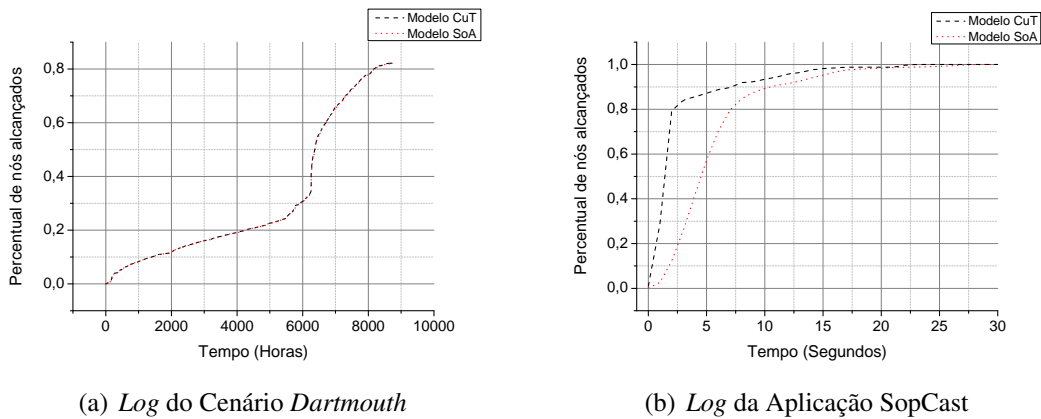 Modelo CuT
Modelo SoA
Percentual de nós alcançados
0,8
0,6
0,4
0,2
0,0
0 2000 4000 6000 8000 10000
Tempo (Horas)
(a) Log do Cenário Dartmouth
Modelo CuT
Modelo SoA
Percentual de nós alcançados
1,0
0,8
0,6
0,4
0,2
0,0
0 5 10 15 20 25 30
Tempo (Segundos)
(b) Log da Aplicação SopCast